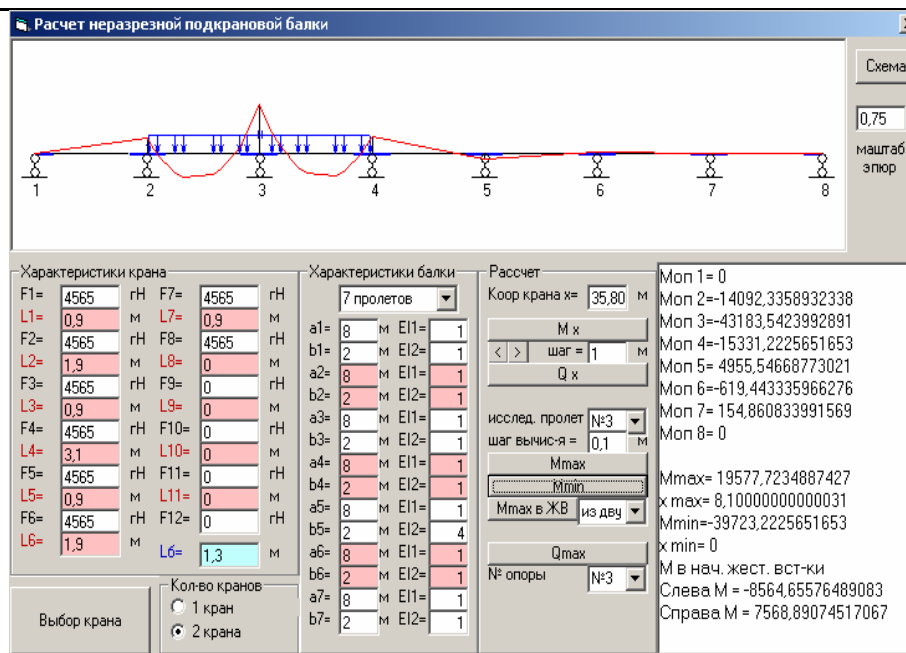 Расчет неразрезной подкрановой балки
Схема
0,75
маштаб
эпюр
1 2 3 4 5 6 7 8
Характеристики крана
F1= 4565 гН F7= 4565 гН
L1= 0,9 м L7= 0,9 м
F2= 4565 гН F8= 4565 гН
L2= 1,9 м L8= 0 м
F3= 4565 гН F9= 0 гН
L3= 0,9 м L9= 0 м
F4= 4565 гН F10= 0 гН
L4= 3,1 м L10= 0 м
F5= 4565 гН F11= 0 гН
L5= 0,9 м L11= 0 м
F6= 4565 гН F12= 0 гН
L6= 1,9 м Lб= 1,3 м
Выбор крана
Кол-во кранов
1 кран
2 крана
Характеристики балки
7 пролетов
a1= 8 м EI1= 1
b1= 2 м EI2= 1
a2= 8 м EI1= 1
b2= 2 м EI2= 1
a3= 8 м EI1= 1
b3= 2 м EI2= 1
a4= 8 м EI1= 1
b4= 2 м EI2= 1
a5= 8 м EI1= 1
b5= 2 м EI2= 4
a6= 8 м EI1= 1
b6= 2 м EI2= 1
a7= 8 м EI1= 1
b7= 2 м EI2= 1
Рассчет
Коор крана x= 35,80 м
М x
< > шаг = 1 м
Q x
исслед. пролет №3
шаг вычис-я = 0,1 м
Mmax
Mmin
Mmax в ЖВ из дву
Qmax
№ опоры №3
Моп 1= 0
Моп 2=-14092,3358932338
Моп 3=-43183,5423992891
Моп 4=-15331,2225651653
Моп 5= 4955,54668773021
Моп 6=-619,443335966276
Моп 7= 154,860833991569
Моп 8= 0
Mmax= 19577,7234887427
x max= 8,10000000000031
Mmin=-39723,2225651653
x min= 0
М в нач. жест. вст-ки
Слева М = -8564,65576489083
Справа М = 7568,89074517067